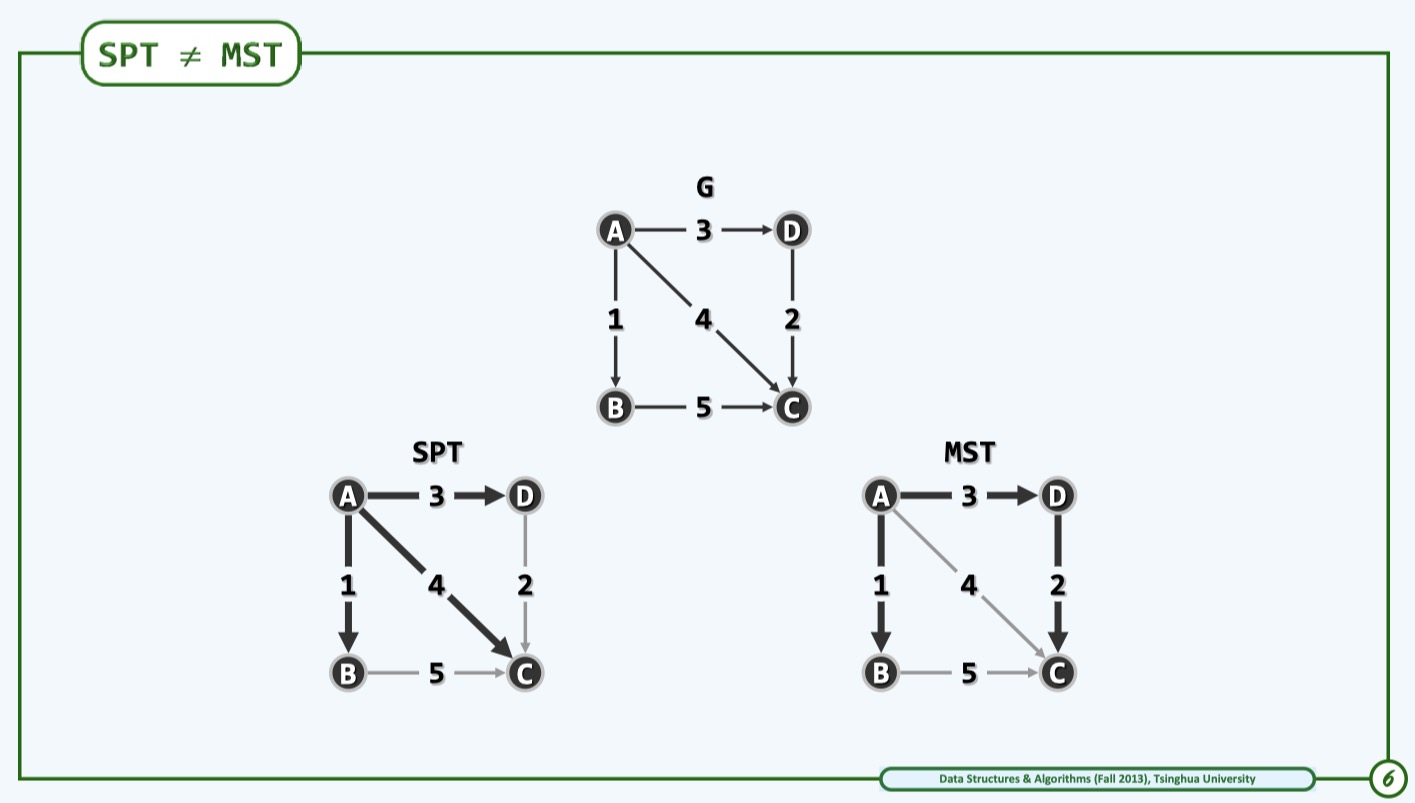 SPT ≠ MST
G
A 3 D
1 4 2
B 5 C
SPT
A 3 D
1 4 2
B 5 C
MST
A 3 D
1 4 2
B 5 C
Data Structures & Algorithms (Fall 2013), Tsinghua University
6